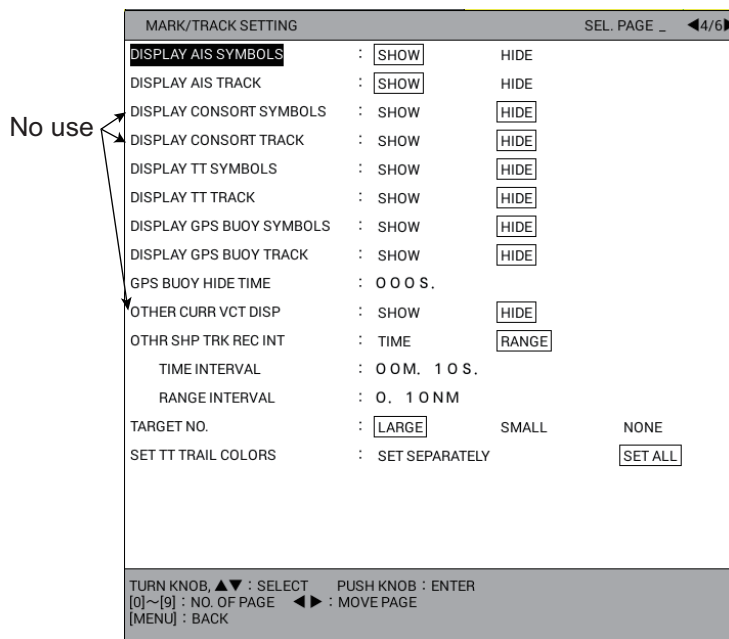 MARK/TRACK SETTING SEL. PAGE _ ◀4/6▶
DISPLAY AIS SYMBOLS : SHOW HIDE
DISPLAY AIS TRACK : SHOW HIDE
DISPLAY CONSORT SYMBOLS : SHOW HIDE
No use
DISPLAY CONSORT TRACK : SHOW HIDE
DISPLAY TT SYMBOLS : SHOW HIDE
DISPLAY TT TRACK : SHOW HIDE
DISPLAY GPS BUOY SYMBOLS : SHOW HIDE
DISPLAY GPS BUOY TRACK : SHOW HIDE
GPS BUOY HIDE TIME : 000S.
OTHER CURR VCT DISP : SHOW HIDE
OTHR SHP TRK REC INT : TIME RANGE
TIME INTERVAL : 00M. 10S.
RANGE INTERVAL : 0. 10NM
TARGET NO. : LARGE SMALL NONE
SET TT TRAIL COLORS : SET SEPARATELY SET ALL
TURN KNOB, ▲▼ : SELECT PUSH KNOB : ENTER
[0]~[9] : NO. OF PAGE ◀ ▶ : MOVE PAGE
[MENU] : BACK